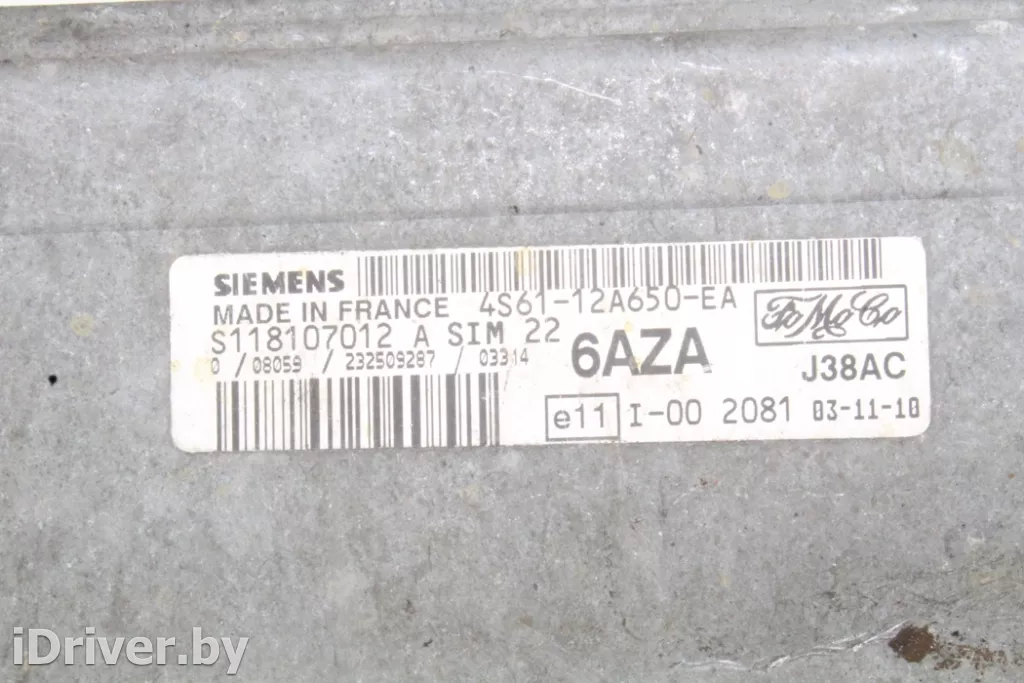 SIEMENS
MADE IN FRANCE 4S61-12A650-EA
FoMoCo
S118107012 A SIM 22
0 / 08059 / 232509287 / 03314
6AZA
J38AC
e11 I-00 2081 03-11-10
iDriver.by